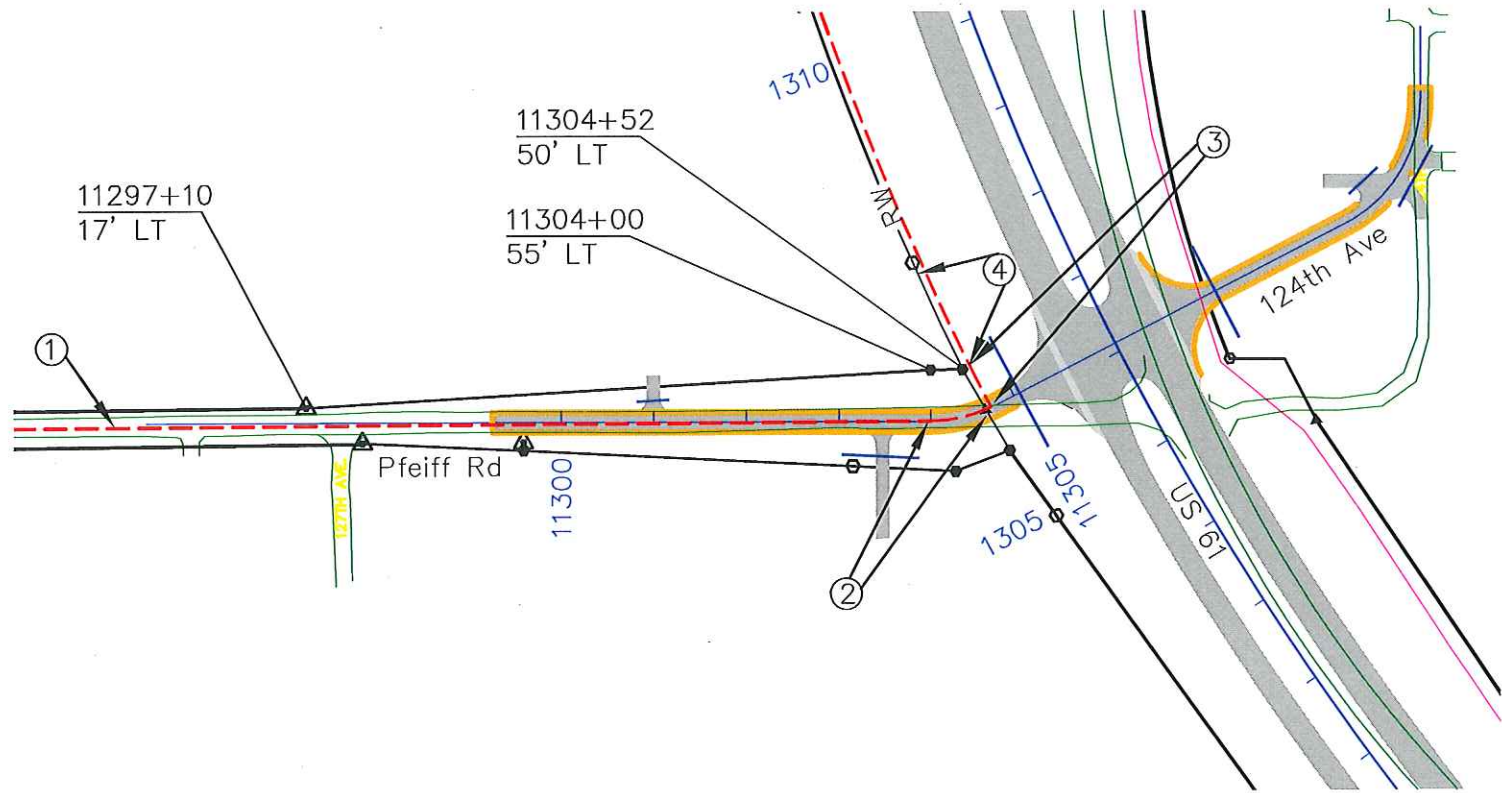 1310
11304+52
50' LT
③
11297+10
17' LT
11304+00
55' LT
RW
④
124th Ave
①
Pfeiff Rd
127TH AVE.
11300
1305
11305
US 61
②